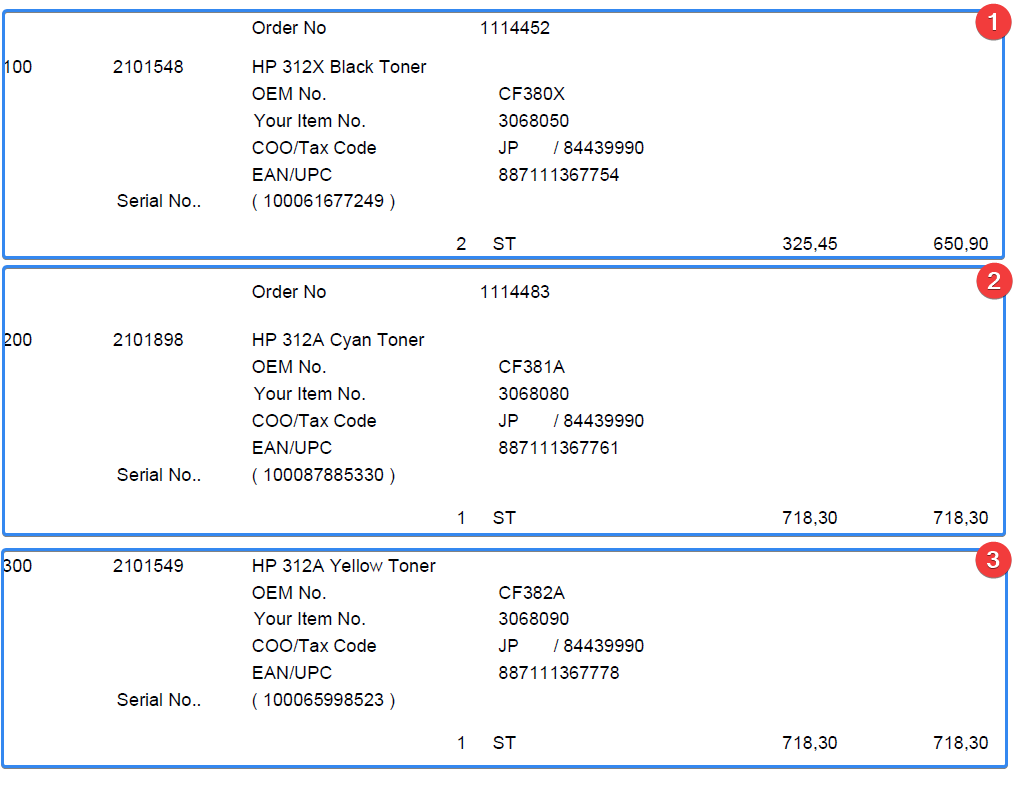 1
Order No 1114452
100 2101548 HP 312X Black Toner
OEM No. CF380X
Your Item No. 3068050
COO/Tax Code JP / 84439990
EAN/UPC 887111367754
Serial No.. ( 100061677249 )
2 ST 325,45 650,90
2
Order No 1114483
200 2101898 HP 312A Cyan Toner
OEM No. CF381A
Your Item No. 3068080
COO/Tax Code JP / 84439990
EAN/UPC 887111367761
Serial No.. ( 100087885330 )
1 ST 718,30 718,30
3
300 2101549 HP 312A Yellow Toner
OEM No. CF382A
Your Item No. 3068090
COO/Tax Code JP / 84439990
EAN/UPC 887111367778
Serial No.. ( 100065998523 )
1 ST 718,30 718,30